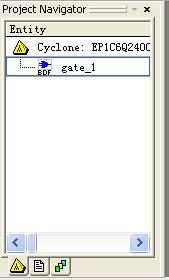 Project Navigator
Entity
Cyclone: EP1C6Q240C
BDF
gate_1